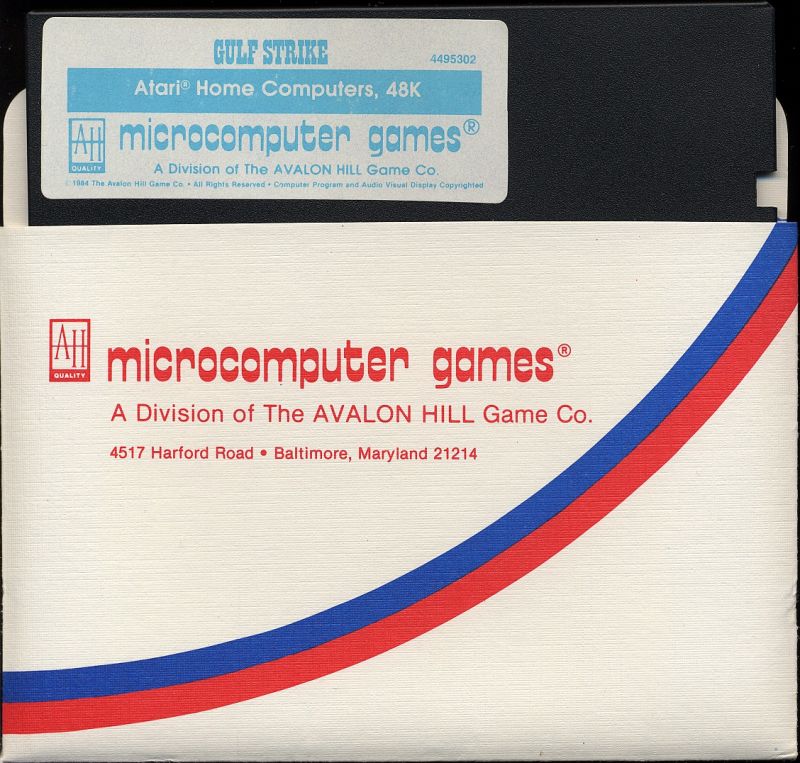 GULF STRIKE
4495302
Atari® Home Computers, 48K
AH
QUALITY
microcomputer games®
A Division of The AVALON HILL Game Co.
© 1984 The Avalon Hill Game Co. • All Rights Reserved • Computer Program and Audio Visual Display Copyrighted
AH
QUALITY
microcomputer games®
A Division of The AVALON HILL Game Co.
4517 Harford Road • Baltimore, Maryland 21214